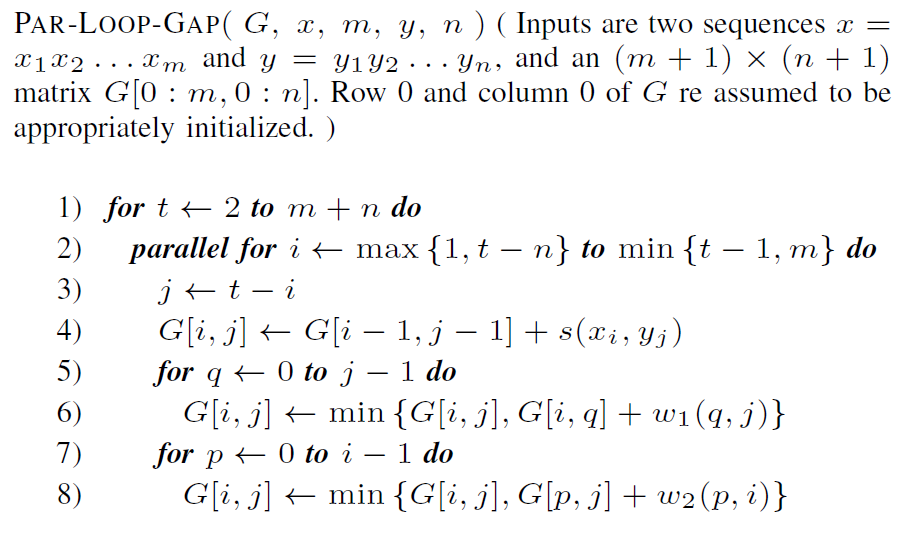 PAR-LOOP-GAP( G, x, m, y, n ) ( Inputs are two sequences x =
x₁x₂ . . . xₘ and y = y₁y₂ . . . yₙ, and an (m + 1) × (n + 1)
matrix G[0 : m, 0 : n]. Row 0 and column 0 of G re assumed to be
appropriately initialized. )
1) for t ← 2 to m + n do
2) parallel for i ← max {1, t − n} to min {t − 1, m} do
3) j ← t − i
4) G[i, j] ← G[i − 1, j − 1] + s(xᵢ, yⱼ)
5) for q ← 0 to j − 1 do
6) G[i, j] ← min {G[i, j], G[i, q] + w₁(q, j)}
7) for p ← 0 to i − 1 do
8) G[i, j] ← min {G[i, j], G[p, j] + w₂(p, i)}